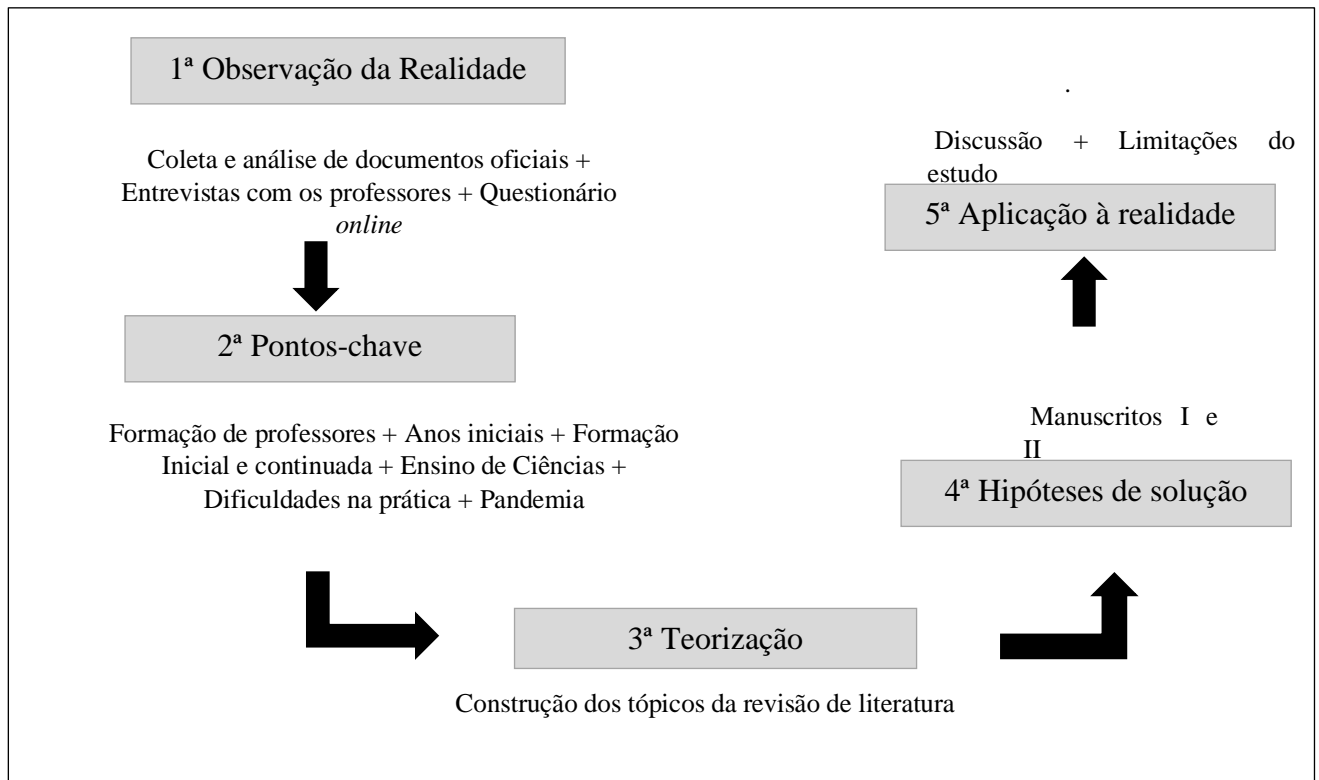 1ª Observação da Realidade
Coleta e análise de documentos oficiais +
Entrevistas com os professores + Questionário
online
2ª Pontos-chave
Formação de professores + Anos iniciais + Formação
Inicial e continuada + Ensino de Ciências +
Dificuldades na prática + Pandemia
3ª Teorização
Construção dos tópicos da revisão de literatura
Manuscritos I e
II
4ª Hipóteses de solução
.
Discussão + Limitações do
estudo
5ª Aplicação à realidade